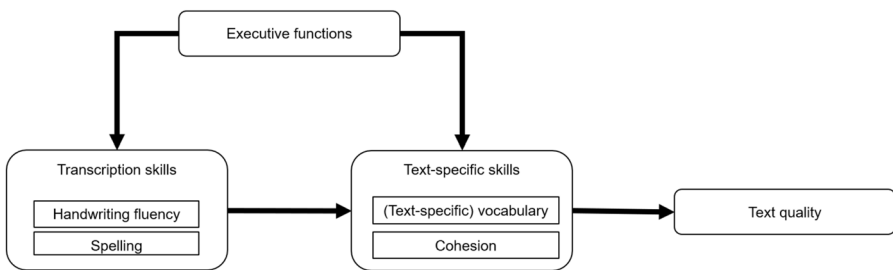 Executive functions
Transcription skills
Handwriting fluency
Spelling
Text-specific skills
(Text-specific) vocabulary
Cohesion
Text quality